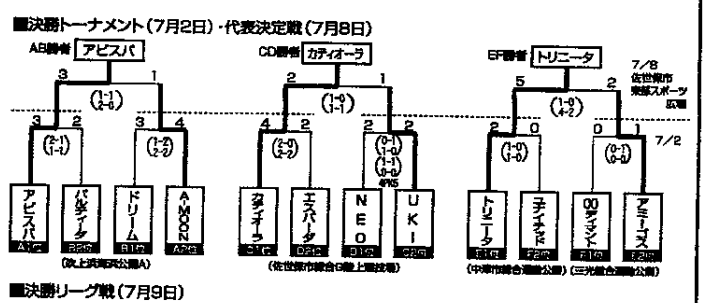 ■決勝トーナメント(7月2日)・代表決定戦(7月8日)
AB勝者 アビスパ
CD勝者 カティオーラ
EF勝者 トリニータ
7/8
佐世保市
東部スポーツ
広場
3 1
(1-1
2-0)
2 1
(1-0
1-1)
5 2
(1-0
4-2)
3 2
(2-1
1-1)
3 4
(1-2
2-2)
4 2
(2-0
2-2)
2 2
(0-1
1-0
1-1
0-0
4PK5)
2 0
(1-0
1-0)
0 1
(0-1
0-0)
7/2
アビスパ
A1位
バルディータ
B2位
ドリーム
B1位
A-MOON
A2位
カティオーラ
C1位
エスパータ
D2位
NEO
D1位
UKI
C2位
トリニータ
E1位
ユナイテッド
F2位
F1位
アミーゴス
E2位
(吹上浜海浜公園A)
(佐世保市総合G陸上競技場)
(中津市総合運動公園)
(三光総合運動公園)
■決勝リーグ戦(7月9日)